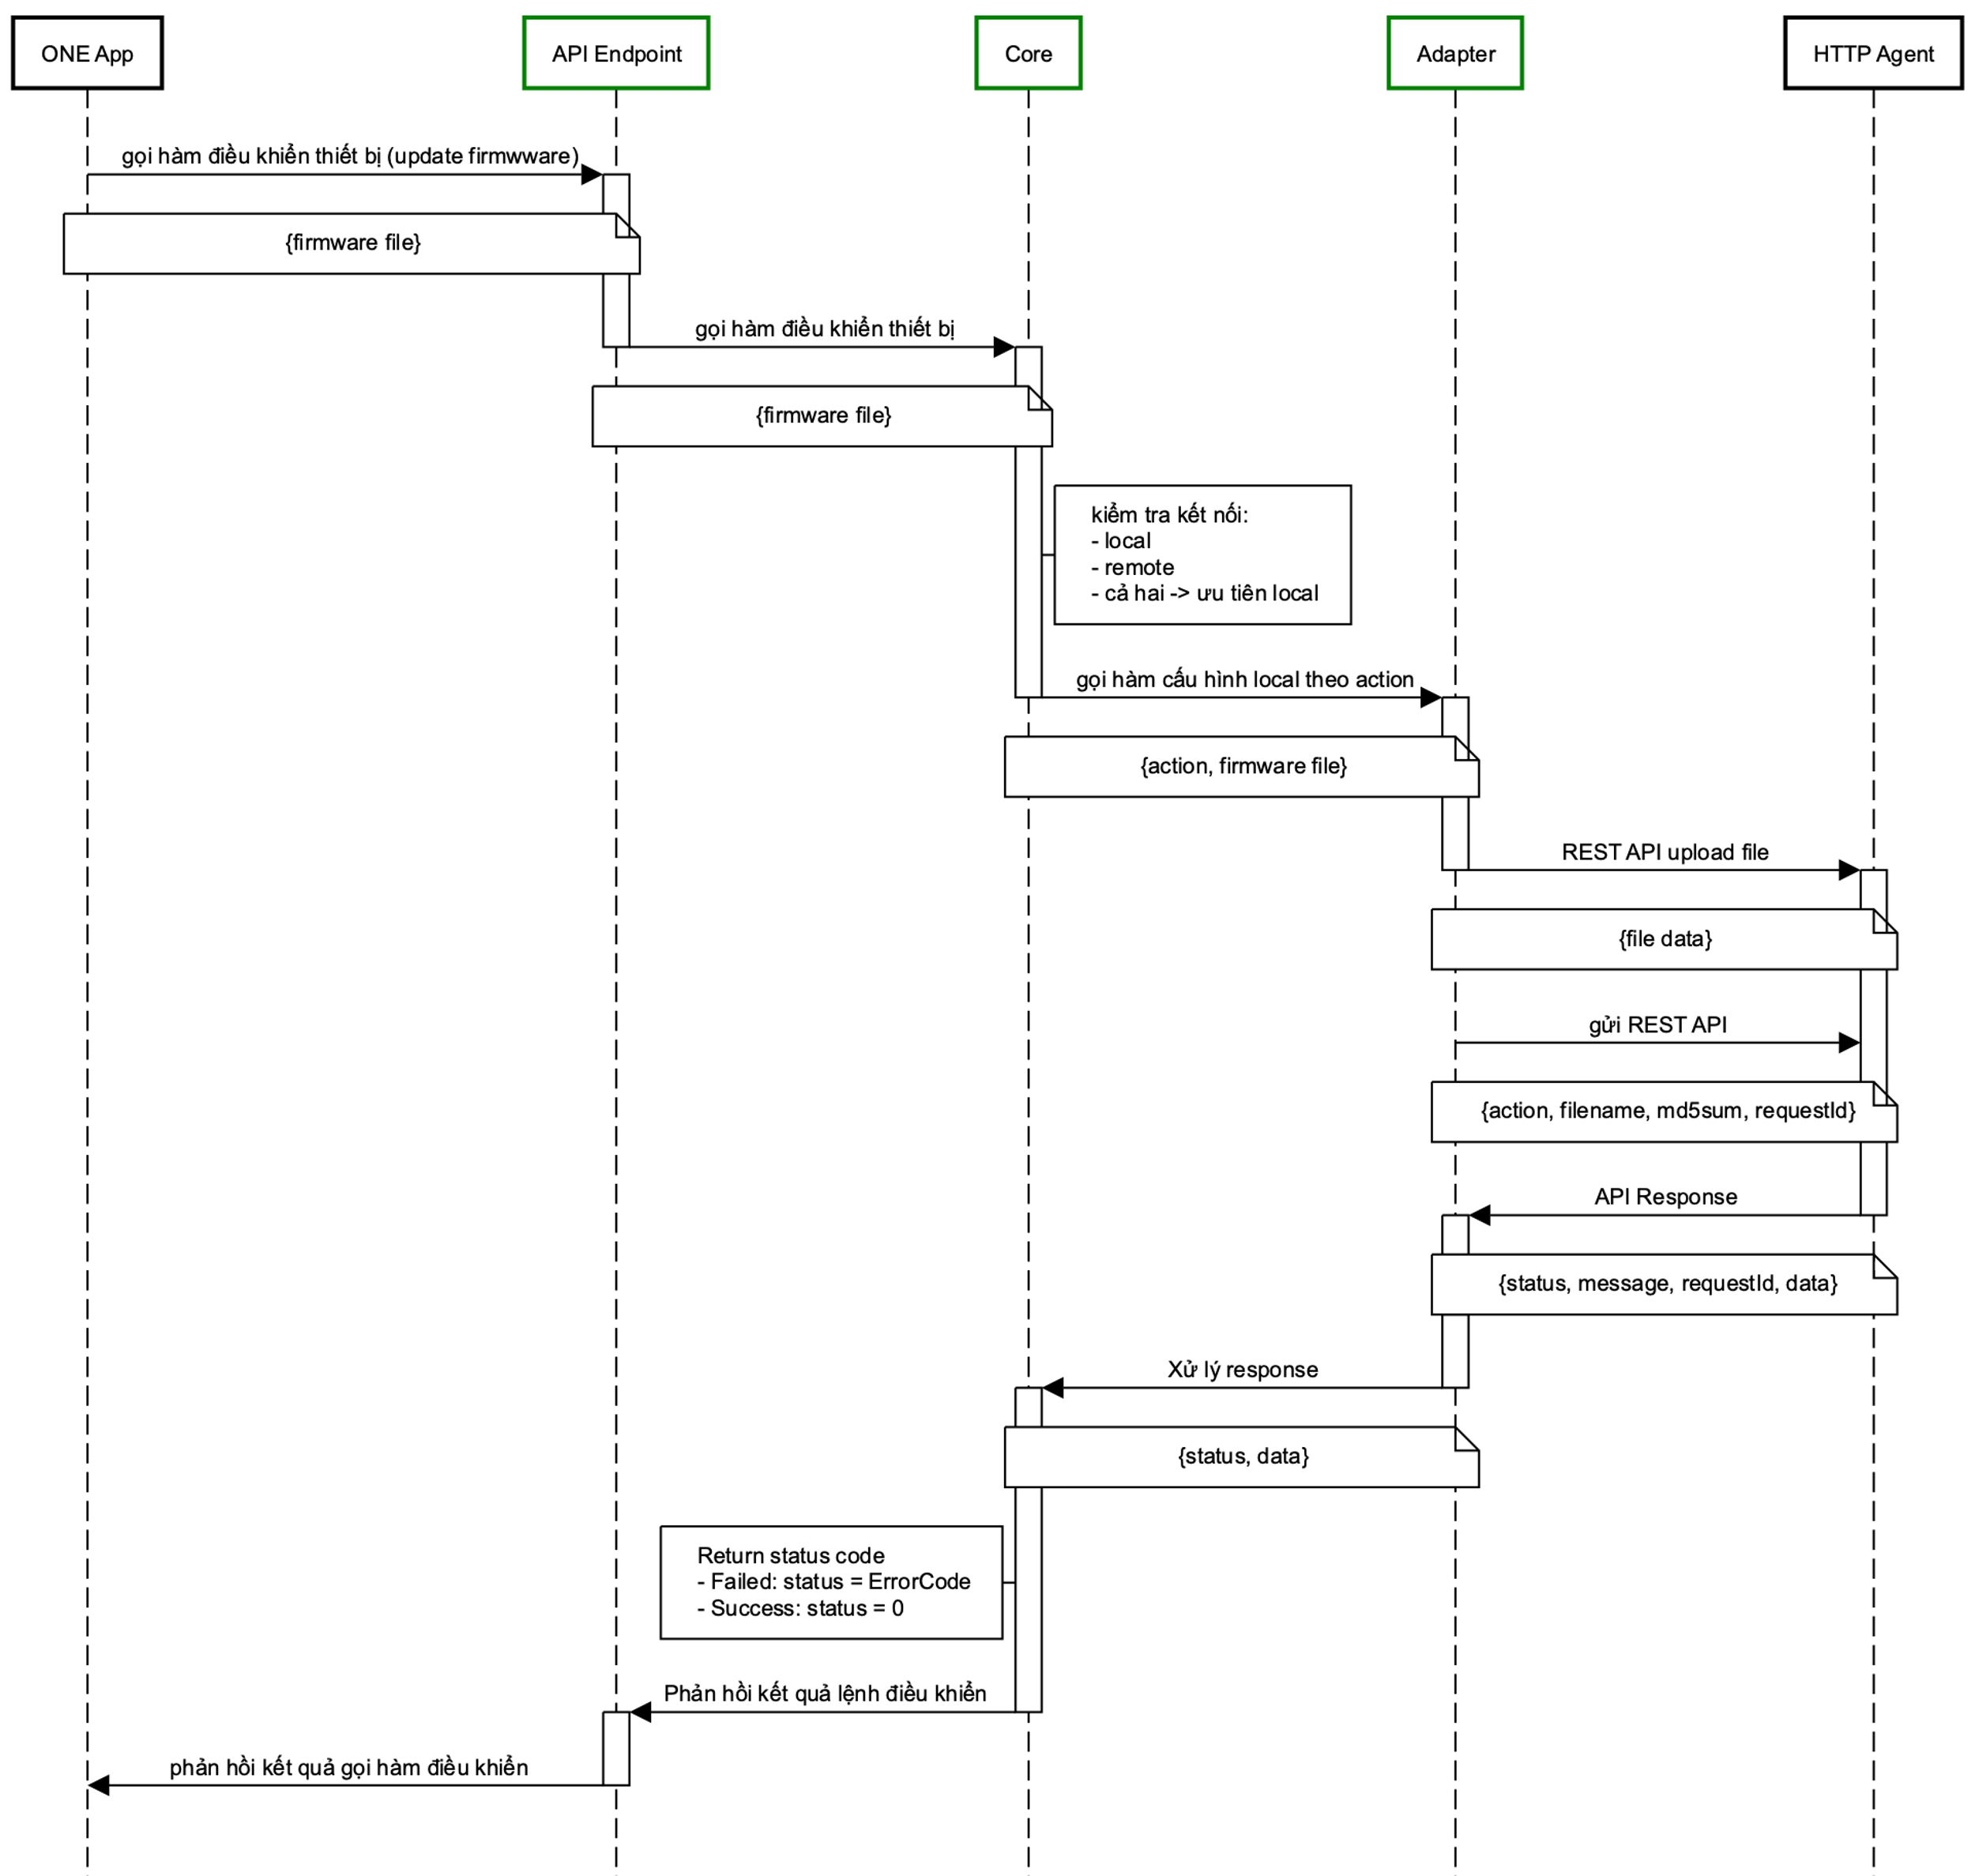 ONE App
API Endpoint
Core
Adapter
HTTP Agent
gọi hàm điều khiển thiết bị (update firmwware)
{firmware file}
gọi hàm điều khiển thiết bị
{firmware file}
kiểm tra kết nối:
- local
- remote
- cả hai -> ưu tiên local
gọi hàm cấu hình local theo action
{action, firmware file}
REST API upload file
{file data}
gửi REST API
{action, filename, md5sum, requestId}
API Response
{status, message, requestId, data}
Xử lý response
{status, data}
Return status code
- Failed: status = ErrorCode
- Success: status = 0
Phản hồi kết quả lệnh điều khiển
phản hồi kết quả gọi hàm điều khiển